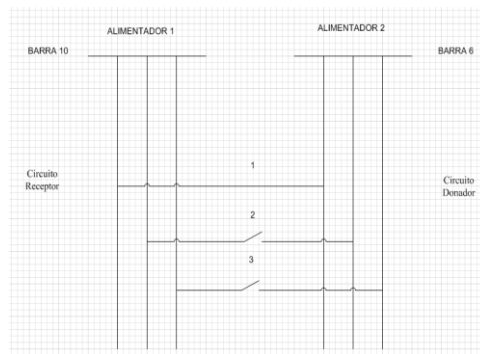 ALIMENTADOR 1
ALIMENTADOR 2
BARRA 10
BARRA 6
1
Circuito
Receptor
Circuito
Donador
2
3